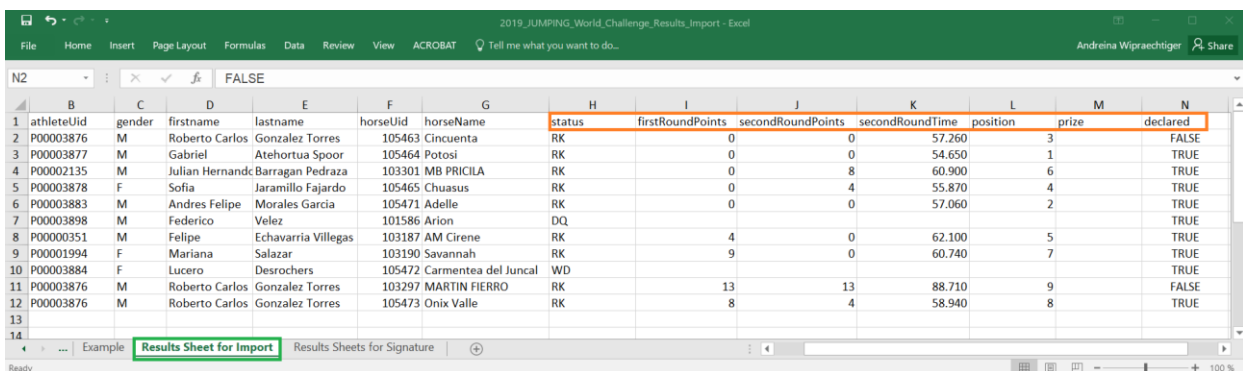 2019_JUMPING_World_Challenge_Results_Import - Excel
File Home Insert Page Layout Formulas Data Review View ACROBAT Tell me what you want to do... Andreina Wipraechtiger Share
N2 fx FALSE
B C D E F G H I J K L M N
1 athleteUid gender firstname lastname horseUid horseName status firstRoundPoints secondRoundPoints secondRoundTime position prize declared
2 P00003876 M Roberto Carlos Gonzalez Torres 105463 Cincuenta RK 0 0 57.260 3 FALSE
3 P00003877 M Gabriel Atehortua Spoor 105464 Potosi RK 0 0 54.650 1 TRUE
4 P00002135 M Julian Hernando Barragan Pedraza 103301 MB PRICILA RK 0 8 60.900 6 TRUE
5 P00003878 F Sofia Jaramillo Fajardo 105465 Chuasus RK 0 4 55.870 4 TRUE
6 P00003883 M Andres Felipe Morales Garcia 105471 Adelle RK 0 0 57.060 2 TRUE
7 P00003898 M Federico Velez 101586 Arion DQ TRUE
8 P00000351 M Felipe Echavarria Villegas 103187 AM Cirene RK 4 0 62.100 5 TRUE
9 P00001994 F Mariana Salazar 103190 Savannah RK 9 0 60.740 7 TRUE
10 P00003884 F Lucero Desrochers 105472 Carmentea del Juncal WD TRUE
11 P00003876 M Roberto Carlos Gonzalez Torres 103297 MARTIN FIERRO RK 13 13 88.710 9 FALSE
12 P00003876 M Roberto Carlos Gonzalez Torres 105473 Onix Valle RK 8 4 58.940 8 TRUE
13
14
... Example Results Sheet for Import Results Sheets for Signature
Ready 100 %